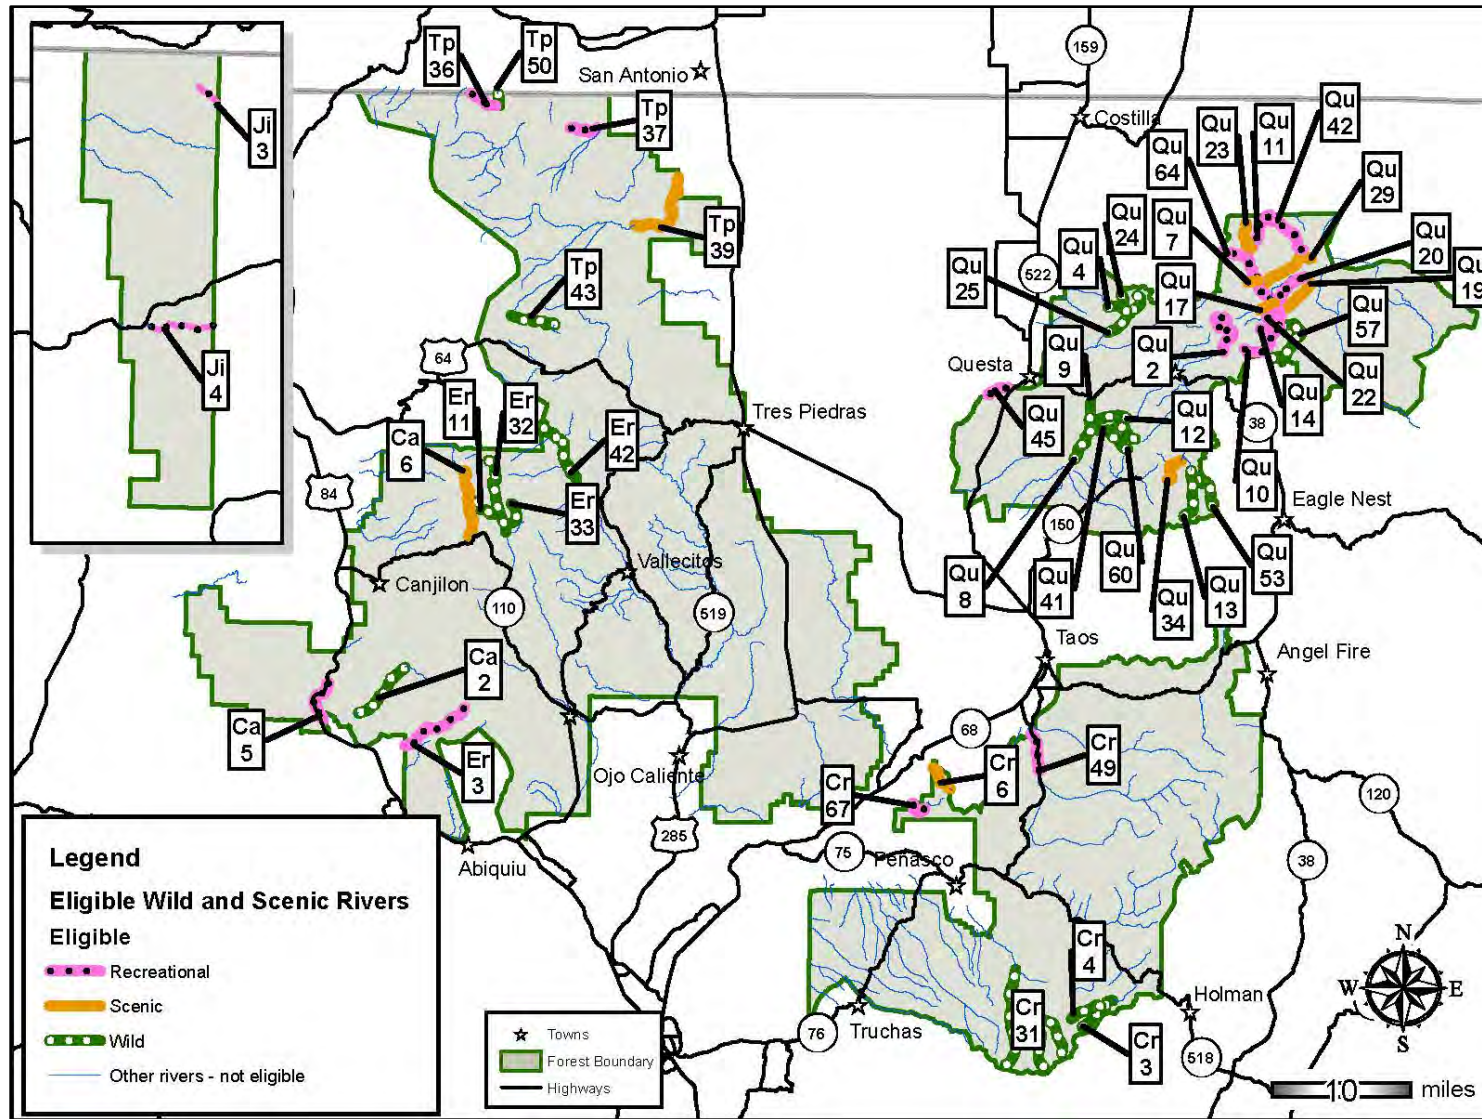 Tp
36
Tp
50
San Antonio
159
Ji
3
Tp
37
Costilla
Qu
42
Qu
11
Qu
23
Qu
64
Qu
29
Tp
39
Qu
7
Qu
24
Qu
4
Qu
25
522
Qu
20
Qu
19
Tp
43
Qu
17
Qu
57
Ji
4
64
Questa
Qu
9
Qu
2
Qu
22
Er
11
Er
32
Tres Piedras
Qu
45
Qu
12
38
Qu
14
Ca
6
Er
42
84
Er
33
Qu
10
Eagle Nest
150
Vallecitos
Canjilon
110
519
Qu
8
Qu
41
Qu
60
Qu
34
Qu
13
Qu
53
Taos
Angel Fire
Ca
2
Ca
5
Er
3
Ojo Caliente
68
Cr
6
Cr
49
Cr
67
120
285
75
Peñasco
38
Abiquiu
Legend
Eligible Wild and Scenic Rivers
Eligible
Recreational
Scenic
Wild
Other rivers - not eligible
Towns
Forest Boundary
Highways
Cr
4
Cr
31
Cr
3
Truchas
76
Holman
518
N
W
E
S
10 miles